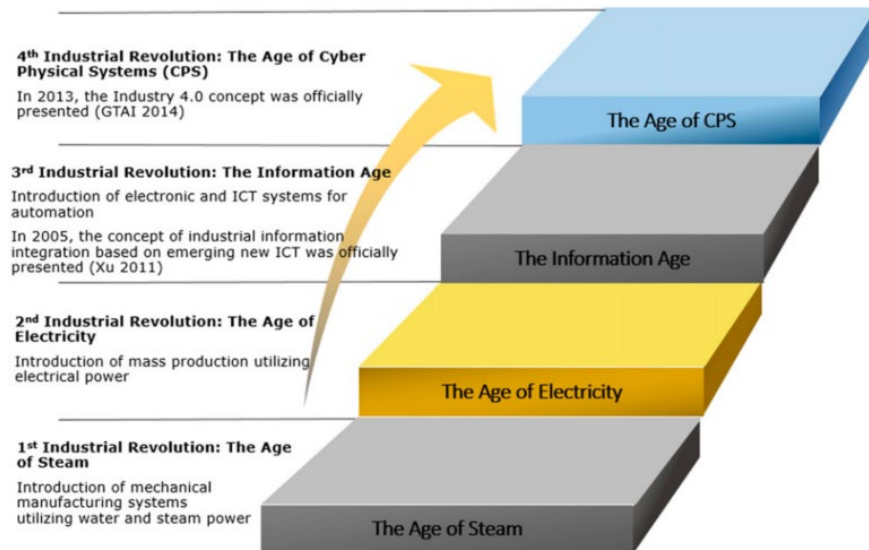 4th Industrial Revolution: The Age of Cyber
Physical Systems (CPS)
In 2013, the Industry 4.0 concept was officially
presented (GTAI 2014)
The Age of CPS
3rd Industrial Revolution: The Information Age
Introduction of electronic and ICT systems for
automation
In 2005, the concept of industrial information
integration based on emerging new ICT was officially
presented (Xu 2011)
The Information Age
2nd Industrial Revolution: The Age of
Electricity
Introduction of mass production utilizing
electrical power
The Age of Electricity
1st Industrial Revolution: The Age
of Steam
Introduction of mechanical
manufacturing systems
utilizing water and steam power
The Age of Steam